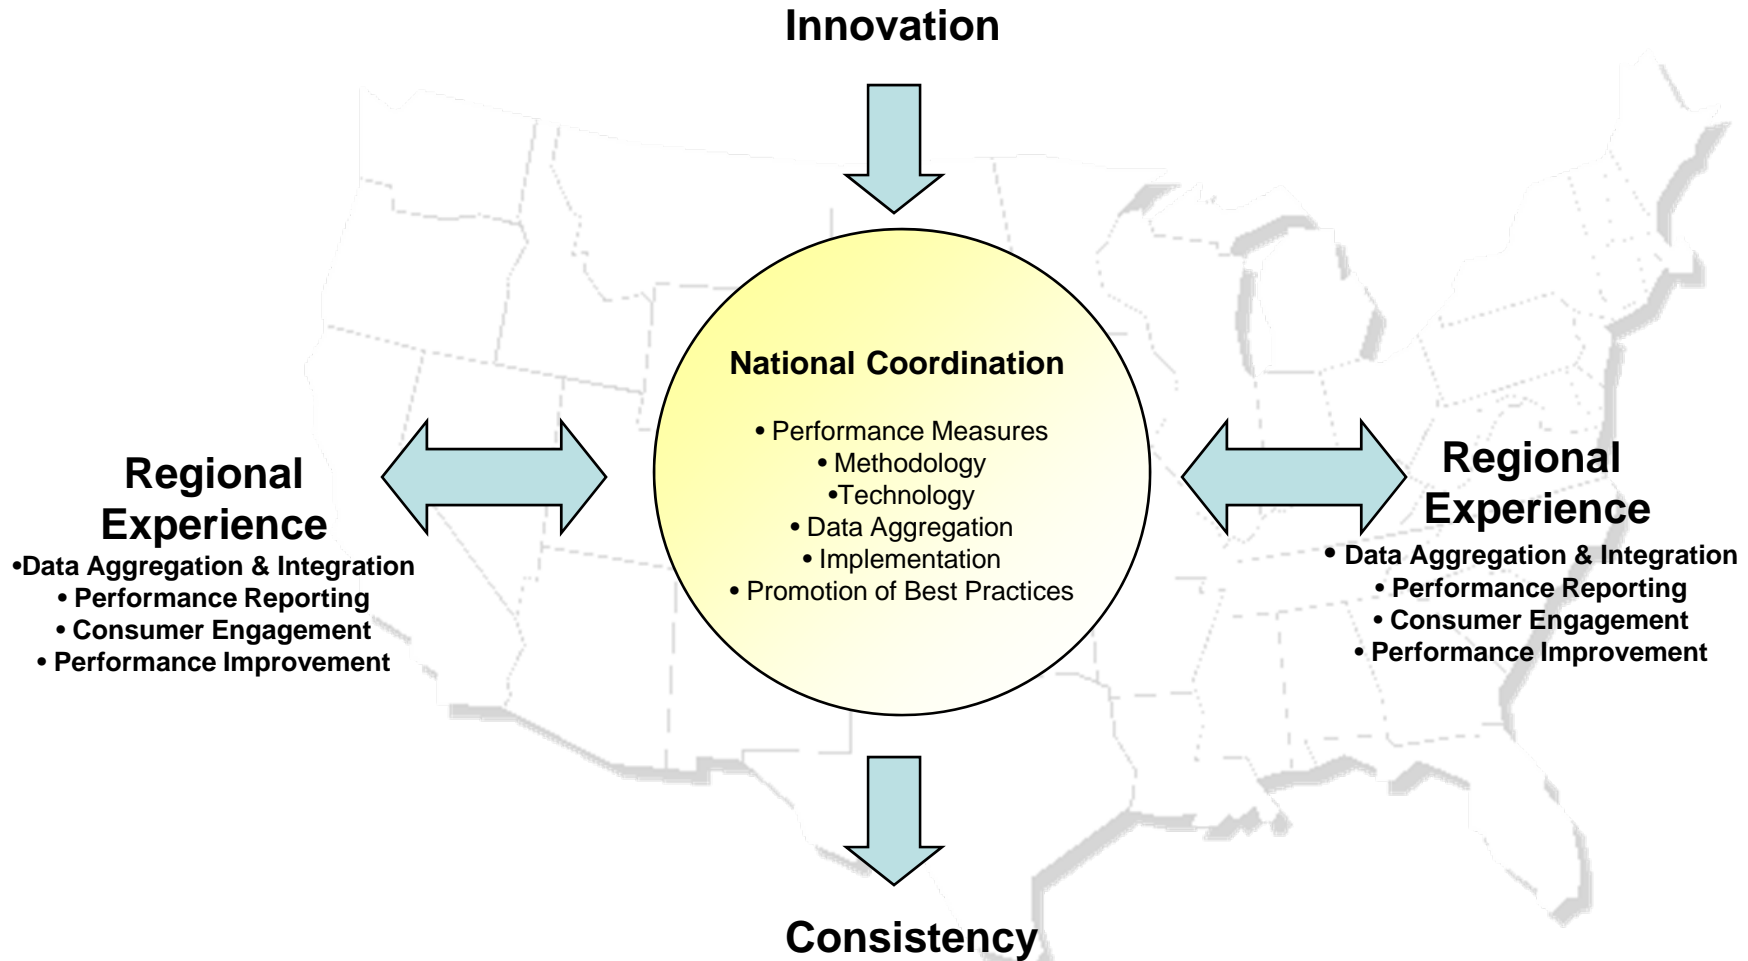 Innovation
National Coordination
• Performance Measures
• Methodology
•Technology
• Data Aggregation
• Implementation
• Promotion of Best Practices
Regional
Experience
•Data Aggregation & Integration
• Performance Reporting
• Consumer Engagement
• Performance Improvement
Regional
Experience
• Data Aggregation & Integration
• Performance Reporting
• Consumer Engagement
• Performance Improvement
Consistency